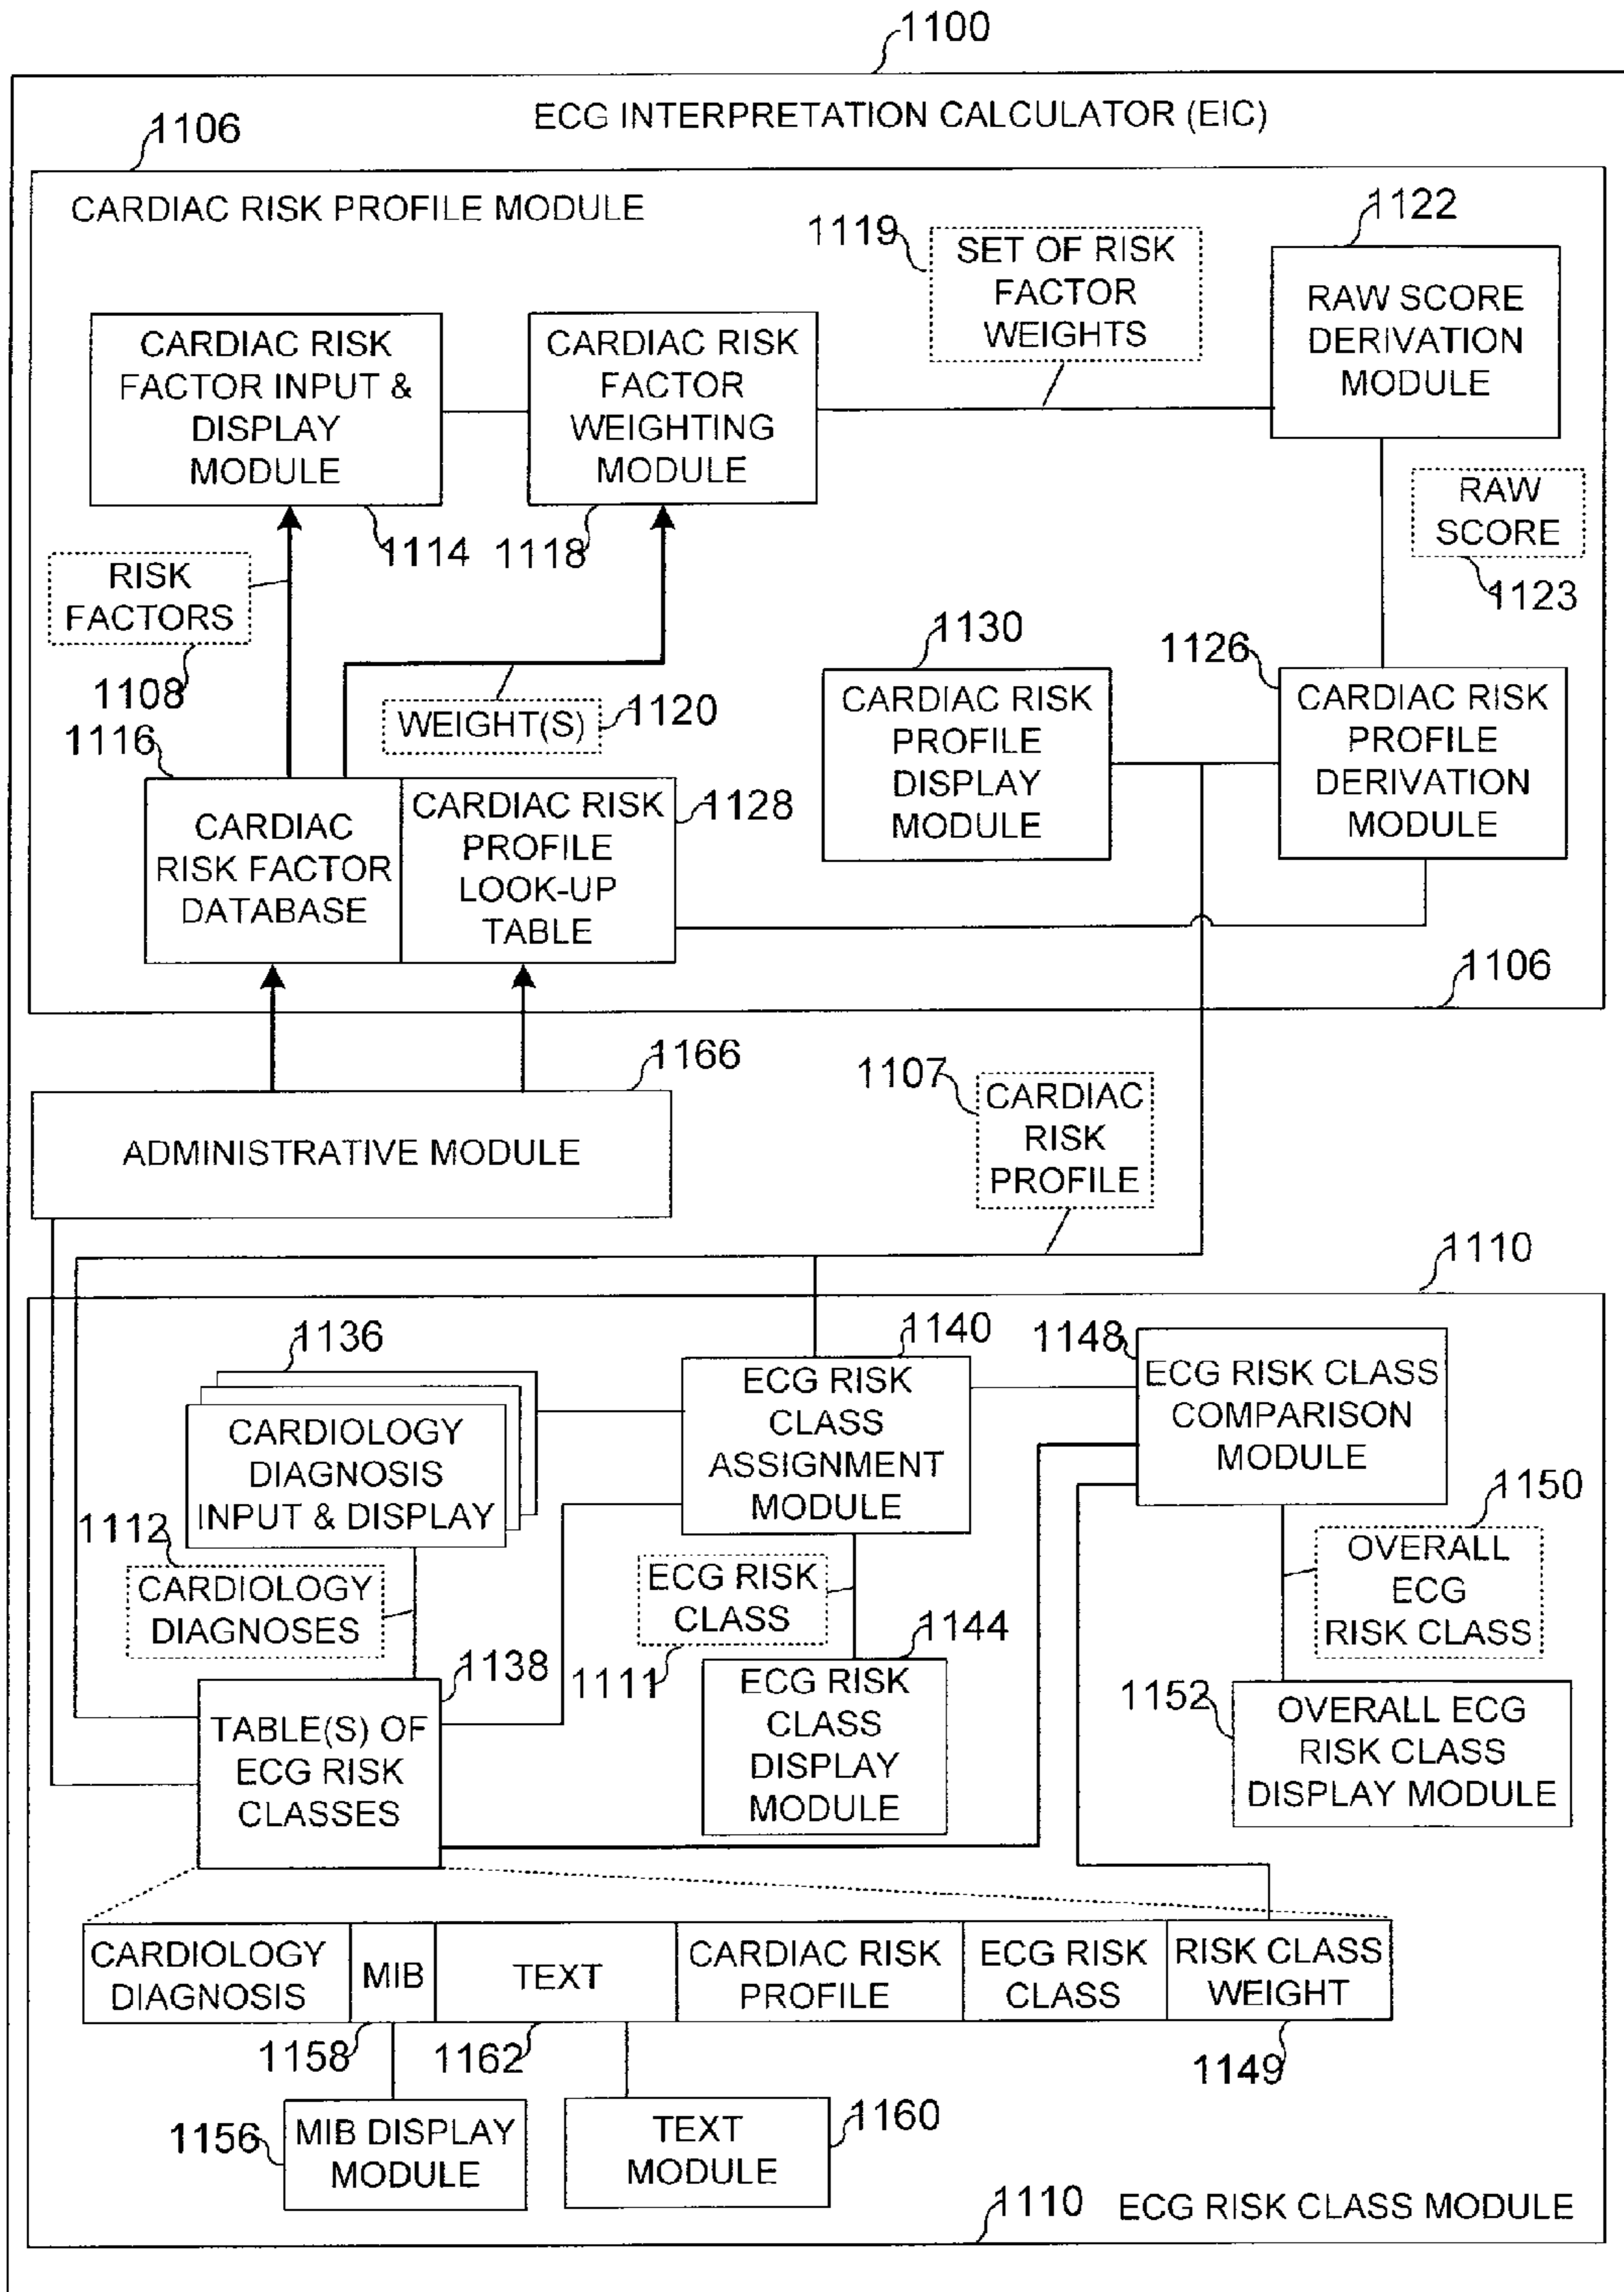 1100
ECG INTERPRETATION CALCULATOR (EIC)
1106
CARDIAC RISK PROFILE MODULE
1119
SET OF RISK
FACTOR
WEIGHTS
1122
RAW SCORE
DERIVATION
MODULE
CARDIAC RISK
FACTOR INPUT &
DISPLAY
MODULE
CARDIAC RISK
FACTOR
WEIGHTING
MODULE
1114
1118
RAW
SCORE
1123
RISK
FACTORS
1108
WEIGHT(S)
1120
1130
1126
CARDIAC RISK
PROFILE
DISPLAY
MODULE
CARDIAC RISK
PROFILE
DERIVATION
MODULE
1116
CARDIAC
RISK FACTOR
DATABASE
CARDIAC RISK
PROFILE
LOOK-UP
TABLE
1128
1106
1166
ADMINISTRATIVE MODULE
1107
CARDIAC
RISK
PROFILE
1110
1136
CARDIOLOGY
DIAGNOSIS
INPUT & DISPLAY
1140
ECG RISK
CLASS
ASSIGNMENT
MODULE
1148
ECG RISK CLASS
COMPARISON
MODULE
1112
CARDIOLOGY
DIAGNOSES
ECG RISK
CLASS
1111
1150
OVERALL
ECG
RISK CLASS
1138
TABLE(S) OF
ECG RISK
CLASSES
1144
ECG RISK
CLASS
DISPLAY
MODULE
1152
OVERALL ECG
RISK CLASS
DISPLAY MODULE
CARDIOLOGY
DIAGNOSIS
MIB
TEXT
CARDIAC RISK
PROFILE
ECG RISK
CLASS
RISK CLASS
WEIGHT
1158
1162
1149
1156
MIB DISPLAY
MODULE
TEXT
MODULE
1160
1110
ECG RISK CLASS MODULE